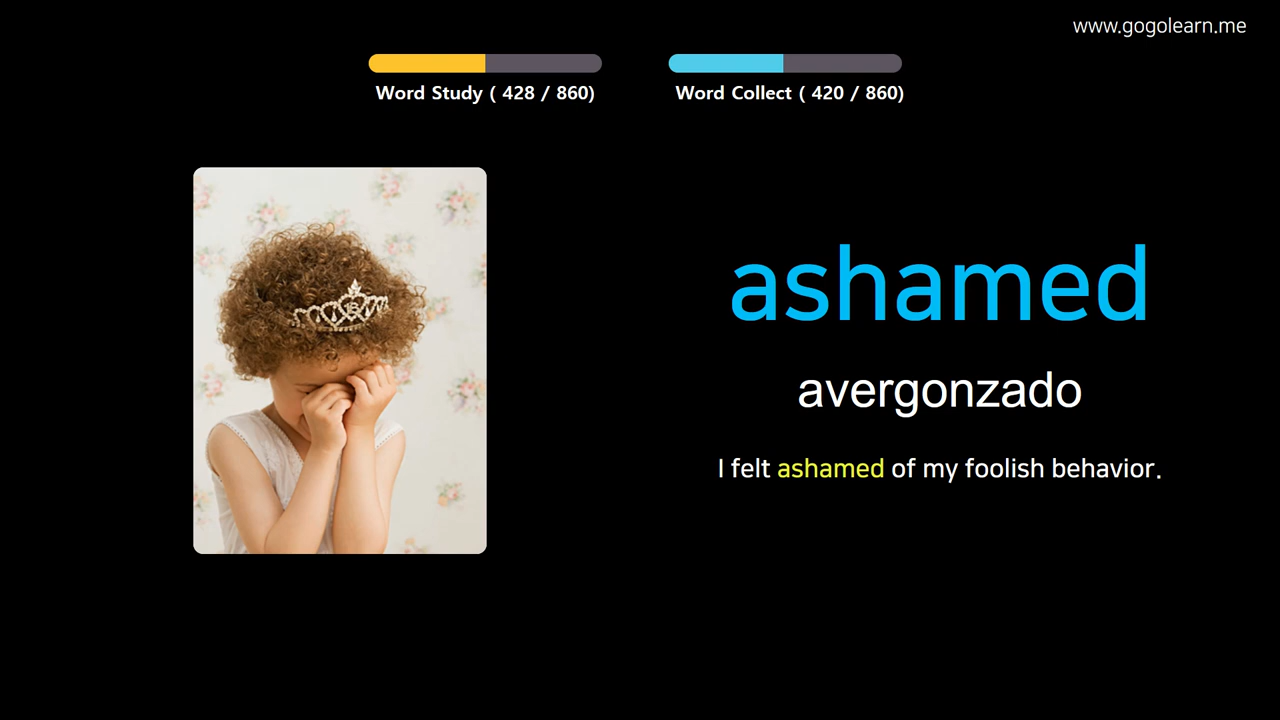 www.gogolearn.me
Word Study ( 428 / 860)
Word Collect ( 420 / 860)
ashamed
avergonzado
I felt ashamed of my foolish behavior.